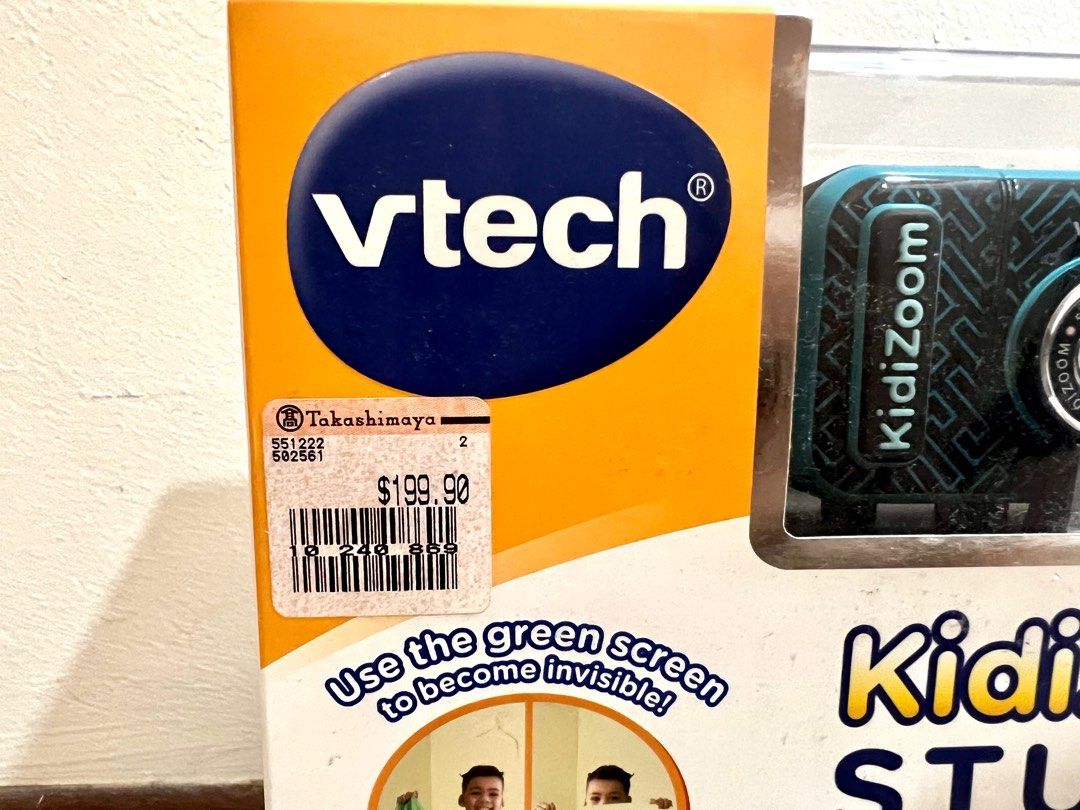 vtech®
Takashimaya
551222 2
502561
$199.90
10 240 869
Use the green screen
to become invisible!
KidiZoom
Kidi
STU